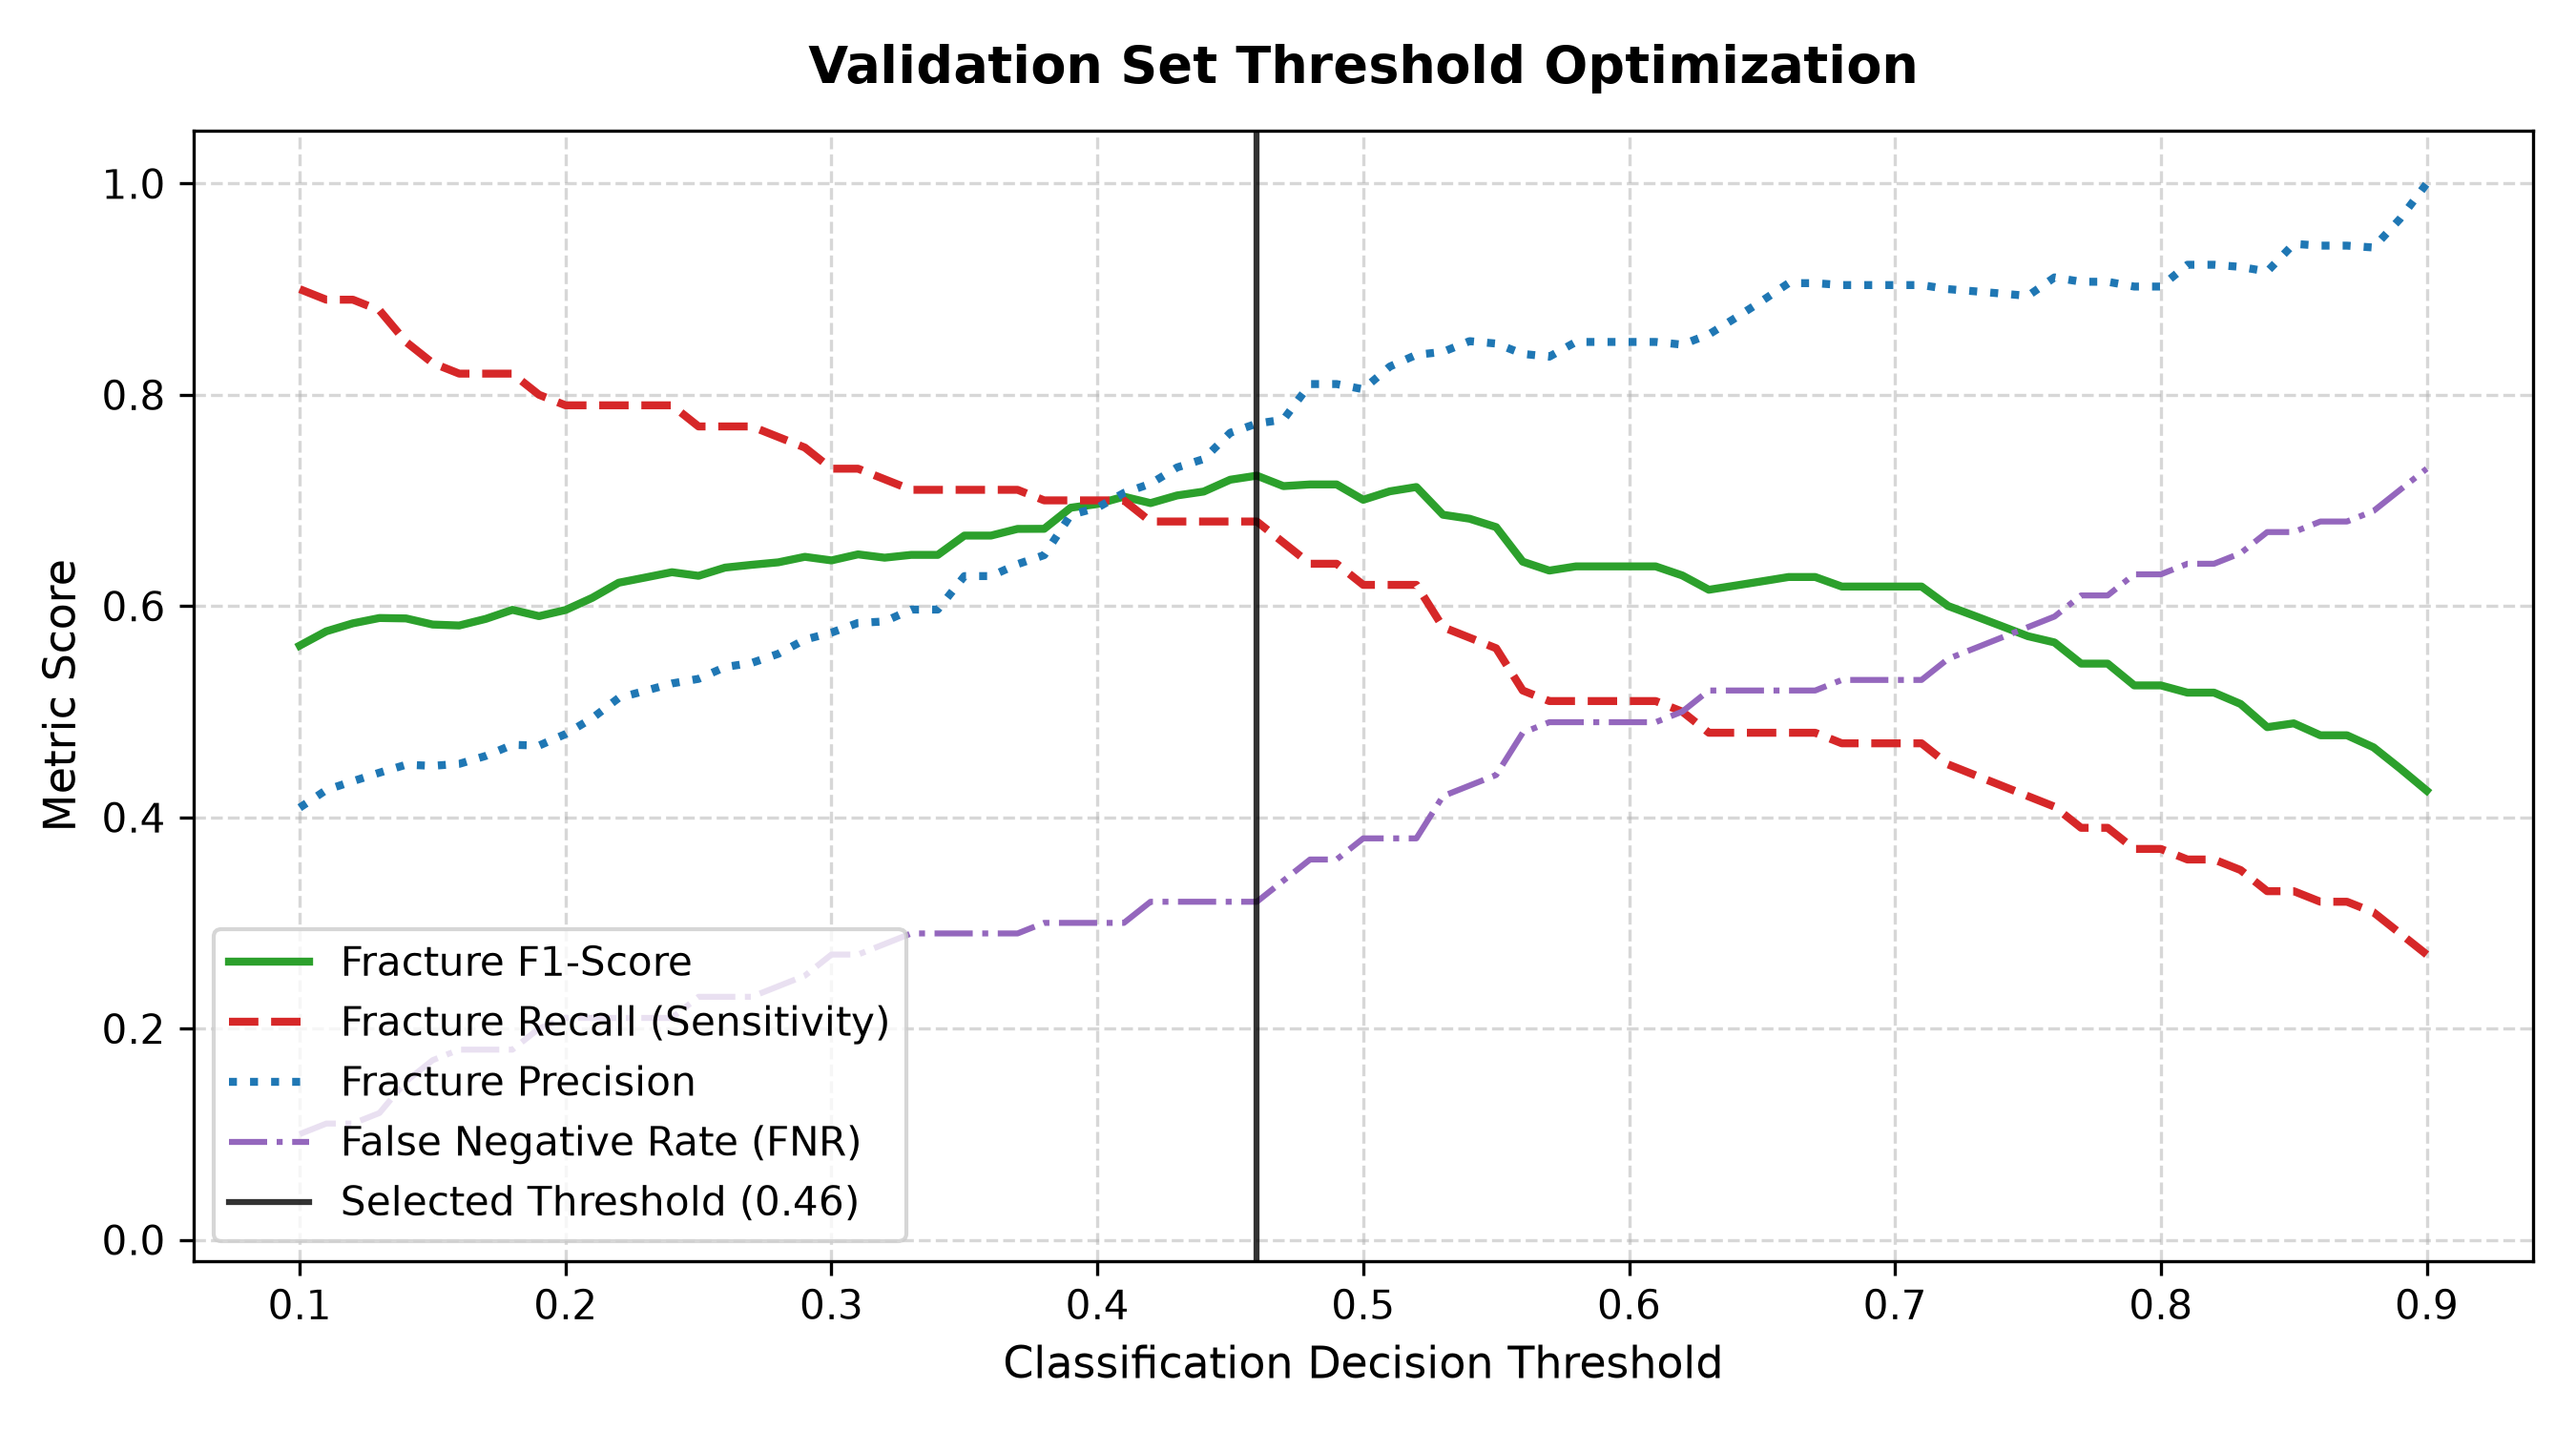 Validation Set Threshold Optimization
Metric Score
1.0
0.8
0.6
0.4
0.2
0.0
Fracture F1-Score
Fracture Recall (Sensitivity)
Fracture Precision
False Negative Rate (FNR)
Selected Threshold (0.46)
0.1 0.2 0.3 0.4 0.5 0.6 0.7 0.8 0.9
Classification Decision Threshold